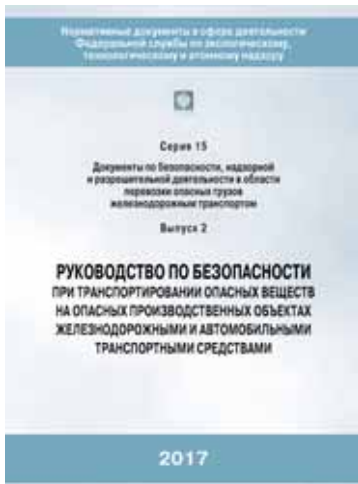 Нормативные документы в сфере деятельности
Федеральной службы по экологическому,
технологическому и атомному надзору
Серия 15
Документы по безопасности, надзорной
и разрешительной деятельности в области
перевозки опасных грузов
железнодорожным транспортом
Выпуск 2
РУКОВОДСТВО ПО БЕЗОПАСНОСТИ
ПРИ ТРАНСПОРТИРОВАНИИ ОПАСНЫХ ВЕЩЕСТВ
НА ОПАСНЫХ ПРОИЗВОДСТВЕННЫХ ОБЪЕКТАХ
ЖЕЛЕЗНОДОРОЖНЫМИ И АВТОМОБИЛЬНЫМИ
ТРАНСПОРТНЫМИ СРЕДСТВАМИ
2017